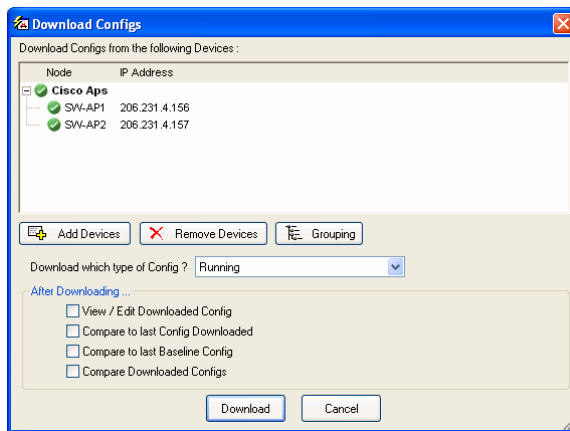 Download Configs
Download Configs from the following Devices :
Node IP Address
Cisco Aps
SW-AP1 206.231.4.156
SW-AP2 206.231.4.157
Add Devices Remove Devices Grouping
Download which type of Config ? Running
After Downloading ...
View / Edit Downloaded Config
Compare to last Config Downloaded
Compare to last Baseline Config
Compare Downloaded Configs
Download Cancel